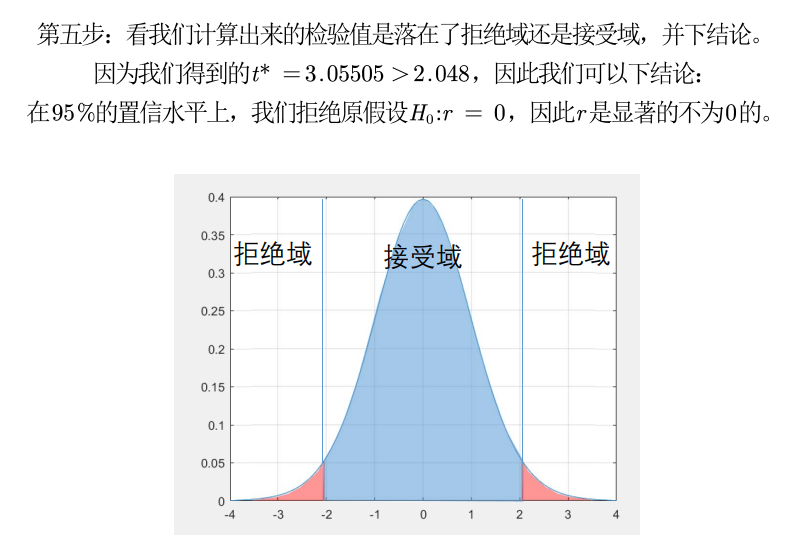 第五步：看我们计算出来的检验值是落在了拒绝域还是接受域，并下结论。
因为我们得到的t* =3.05505>2.048，因此我们可以下结论：
在95%的置信水平上，我们拒绝原假设H₀:r = 0，因此r是显著的不为0的。
0.4
0.35
拒绝域 接受域 拒绝域
0.3
0.25
0.2
0.15
0.1
0.05
0
-4 -3 -2 -1 0 1 2 3 4